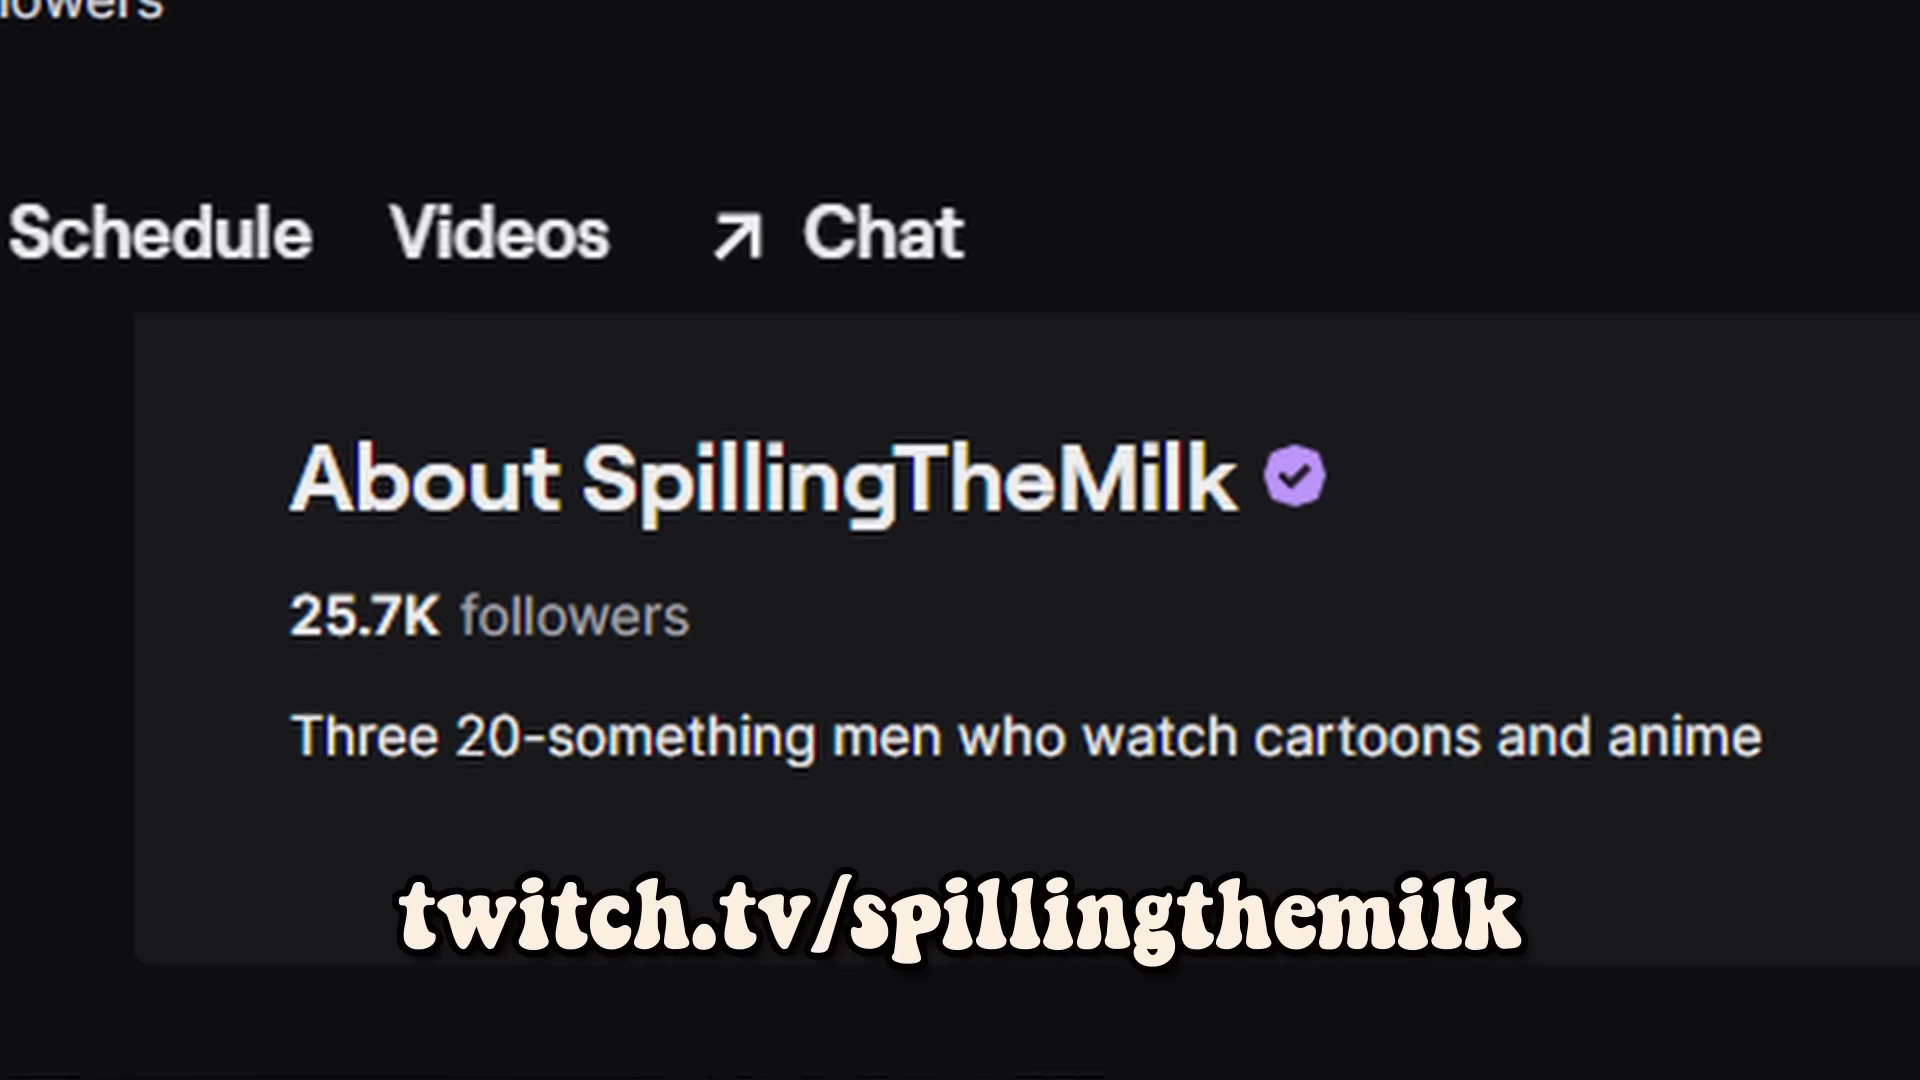 Schedule Videos Chat
About SpillingTheMilk
25.7K followers
Three 20-something men who watch cartoons and anime
twitch.tv/spillingthemilk